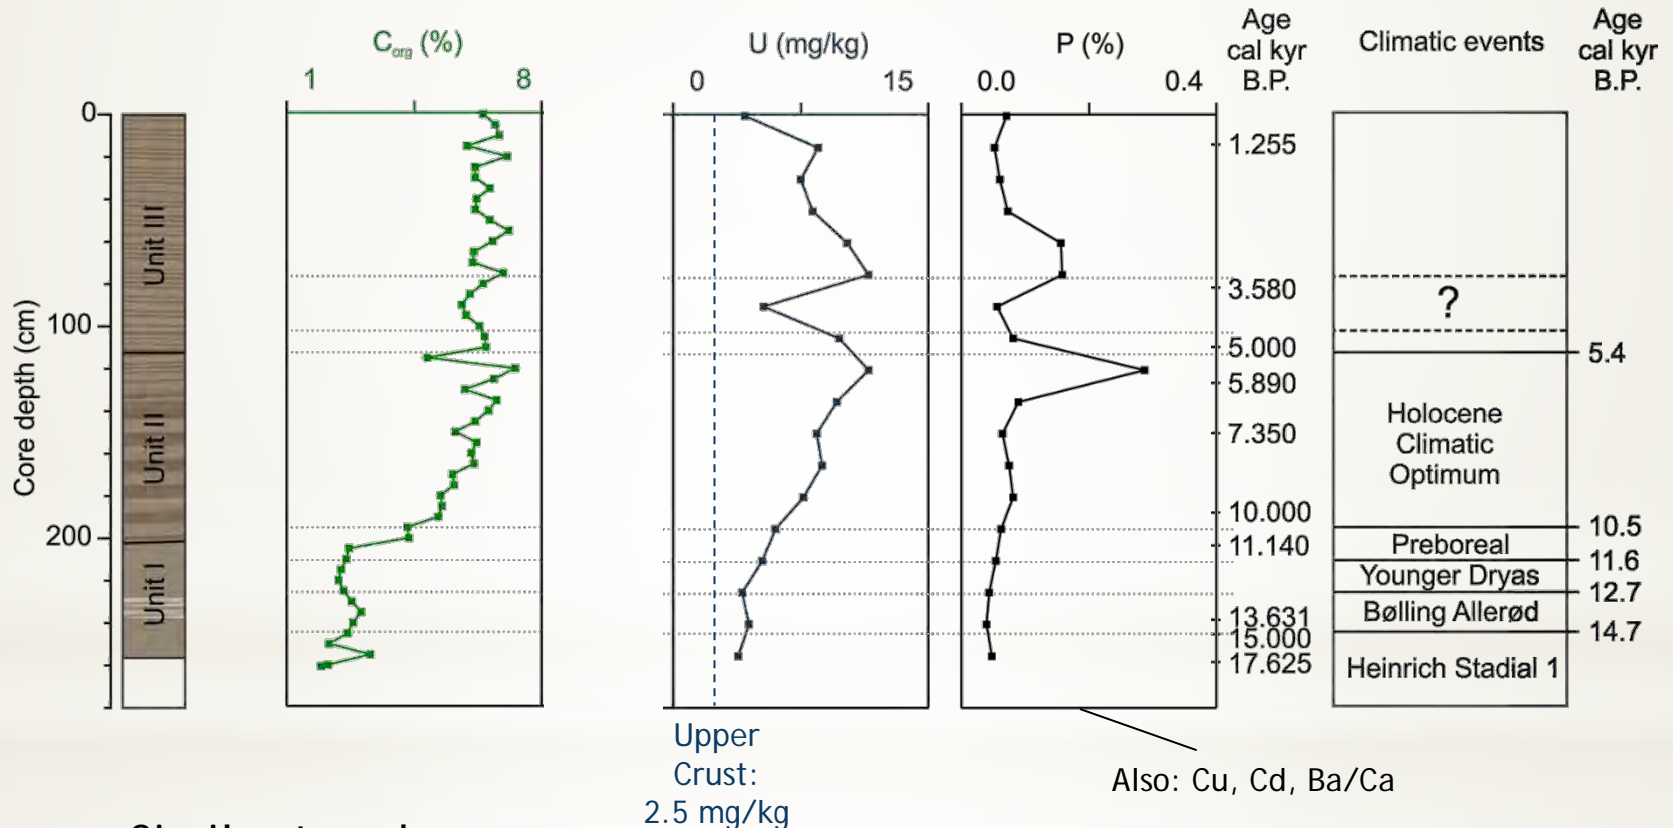 C_org (%)
1 8
U (mg/kg)
0 15
P (%)
0.0 0.4
Age
cal kyr
B.P.
Climatic events
Age
cal kyr
B.P.
Core depth (cm)
0
100
200
Unit III
Unit II
Unit I
1.255
3.580
5.000
5.890
7.350
10.000
11.140
13.631
15.000
17.625
?
Holocene
Climatic
Optimum
Preboreal
Younger Dryas
Bølling Allerød
Heinrich Stadial 1
5.4
10.5
11.6
12.7
14.7
Upper
Crust:
2.5 mg/kg
Also: Cu, Cd, Ba/Ca